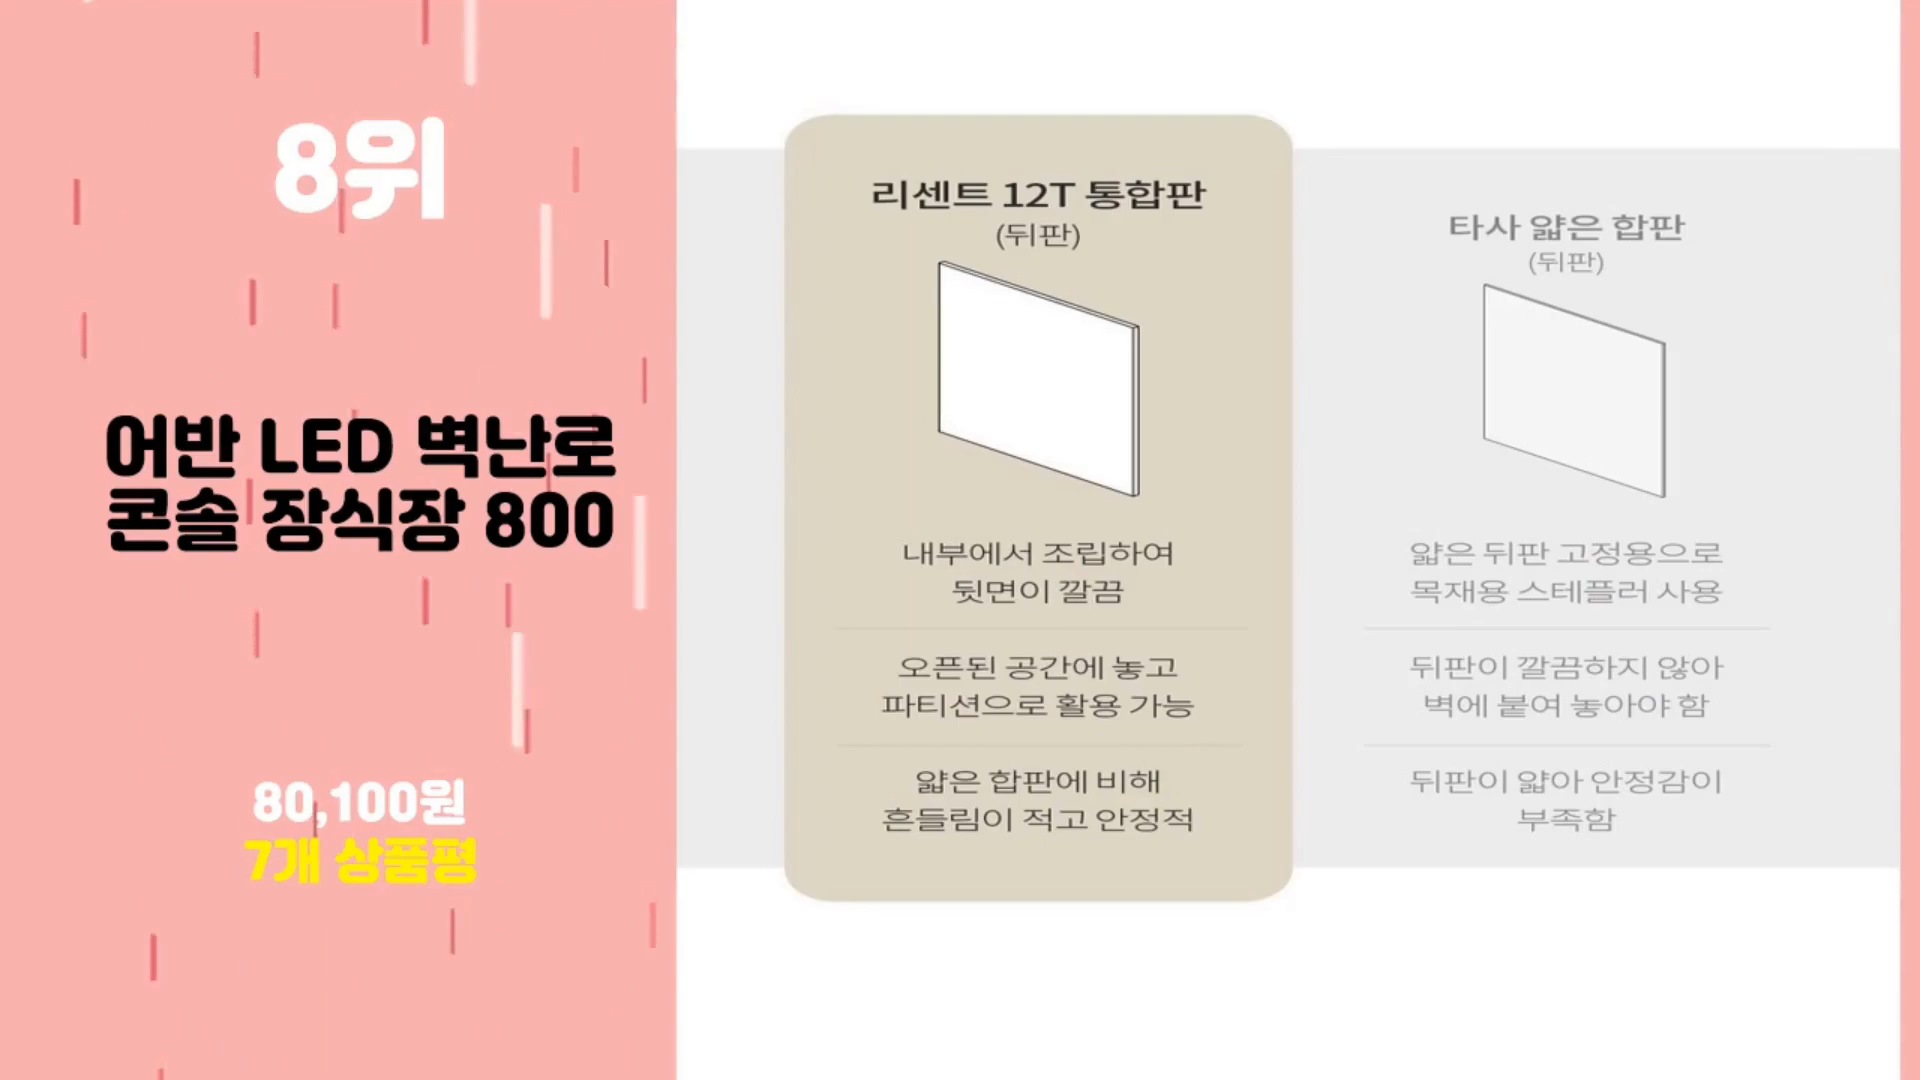 8위
어반 LED 벽난로
콘솔 장식장 800
80,100원
7개 상품평
리센트 12T 통합판
(뒤판)
내부에서 조립하여
뒷면이 깔끔
오픈된 공간에 놓고
파티션으로 활용 가능
얇은 합판에 비해
흔들림이 적고 안정적
타사 얇은 합판
(뒤판)
얇은 뒤판 고정용으로
목재용 스테플러 사용
뒤판이 깔끔하지 않아
벽에 붙여 놓아야 함
뒤판이 얇아 안정감이
부족함